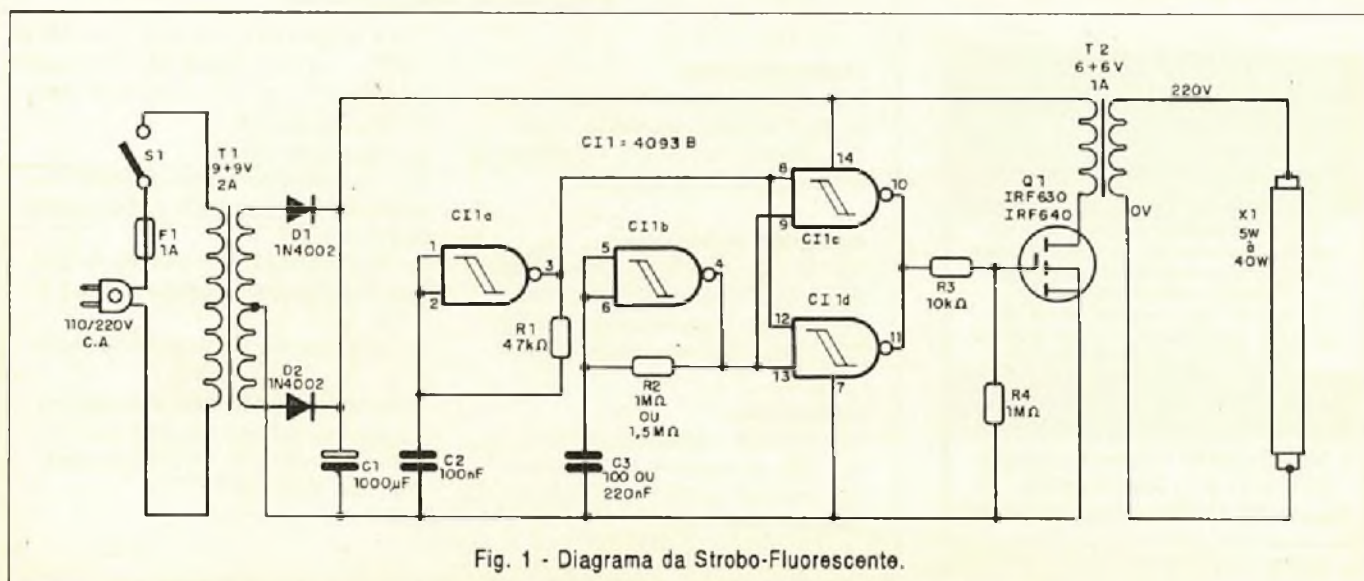 S1
F1
1A
110/220V
C.A
T1
9+9V
2A
D1
1N4002
D2
1N4002
C1
1000µF
CI1 = 4093 B
CI1a
1
2
3
R1
47kΩ
C2
100nF
CI1b
5
6
4
R2
1MΩ
OU
1,5MΩ
C3
100 OU
220nF
8
9
14
10
CI1c
CI1d
12
13
11
7
R3
10kΩ
R4
1MΩ
Q1
IRF630
IRF640
T2
6+6V
1A
220V
0V
X1
5W
à
40W
Fig. 1 - Diagrama da Strobo-Fluorescente.